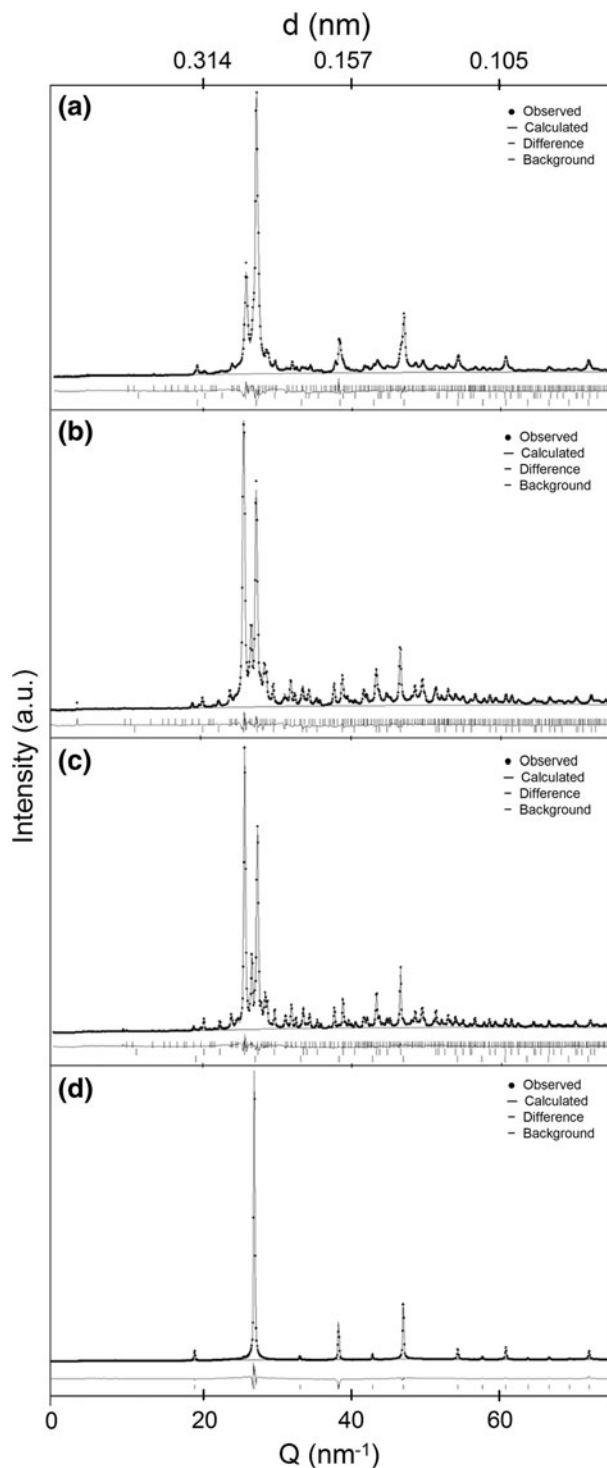 d (nm)
0.314 0.157 0.105
(a)
Observed
Calculated
Difference
Background
(b)
Observed
Calculated
Difference
Background
Intensity (a.u.)
(c)
Observed
Calculated
Difference
Background
(d)
Observed
Calculated
Difference
Background
0 20 40 60
Q (nm⁻¹)